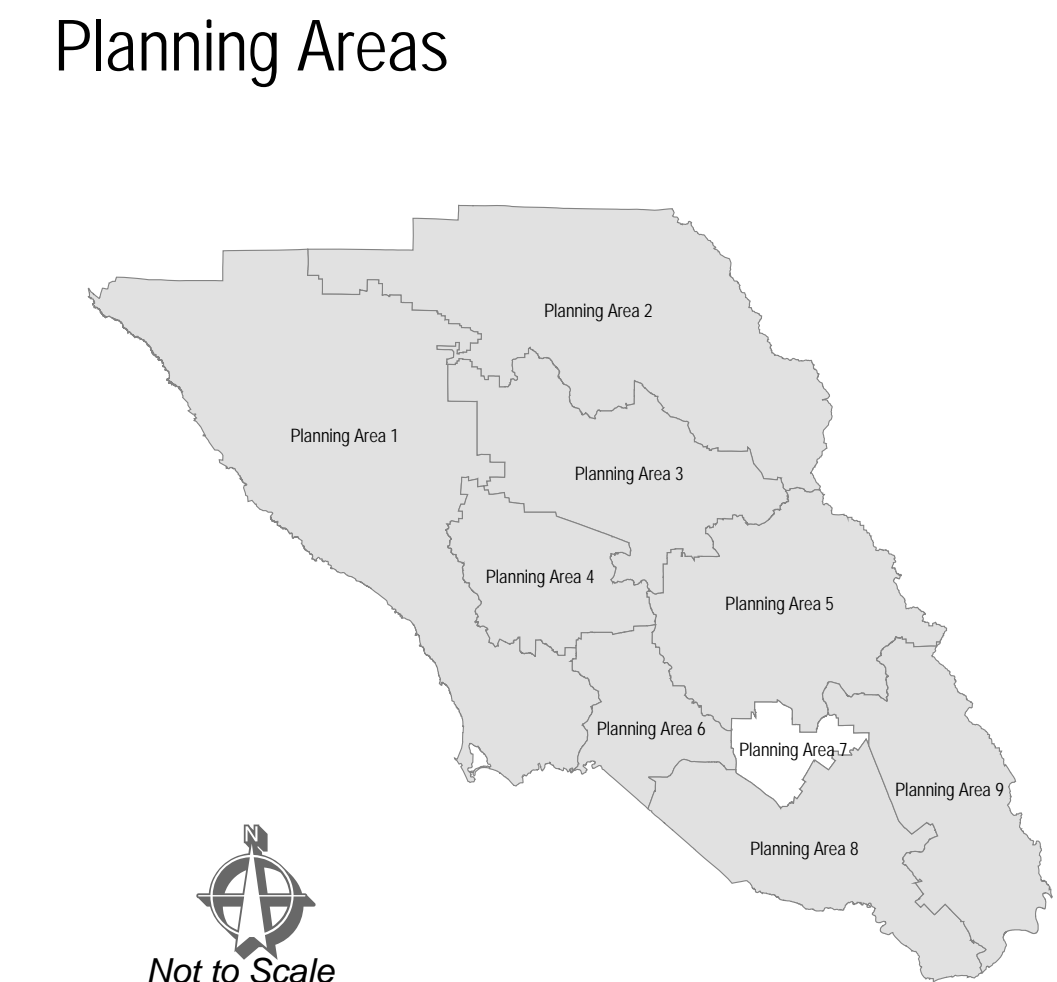 Planning Areas
Planning Area 2
Planning Area 1
Planning Area 3
Planning Area 4
Planning Area 5
Planning Area 6
Planning Area 7
Planning Area 9
Planning Area 8
N
Not to Scale